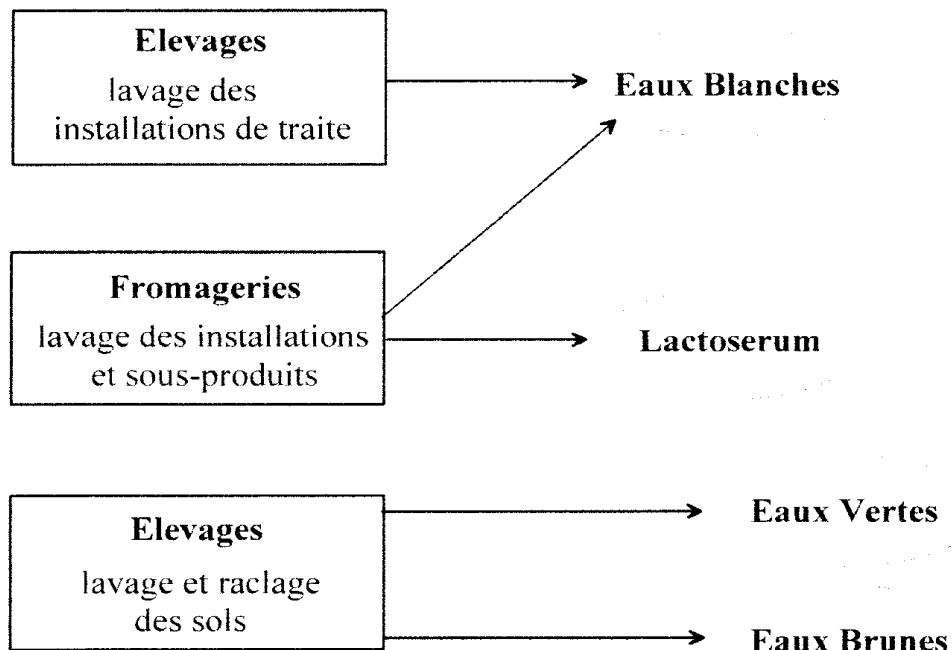 Elevages
lavage des
installations de traite
Eaux Blanches
Fromageries
lavage des installations
et sous-produits
Lactoserum
Elevages
lavage et raclage
des sols
Eaux Vertes
Eaux Brunes